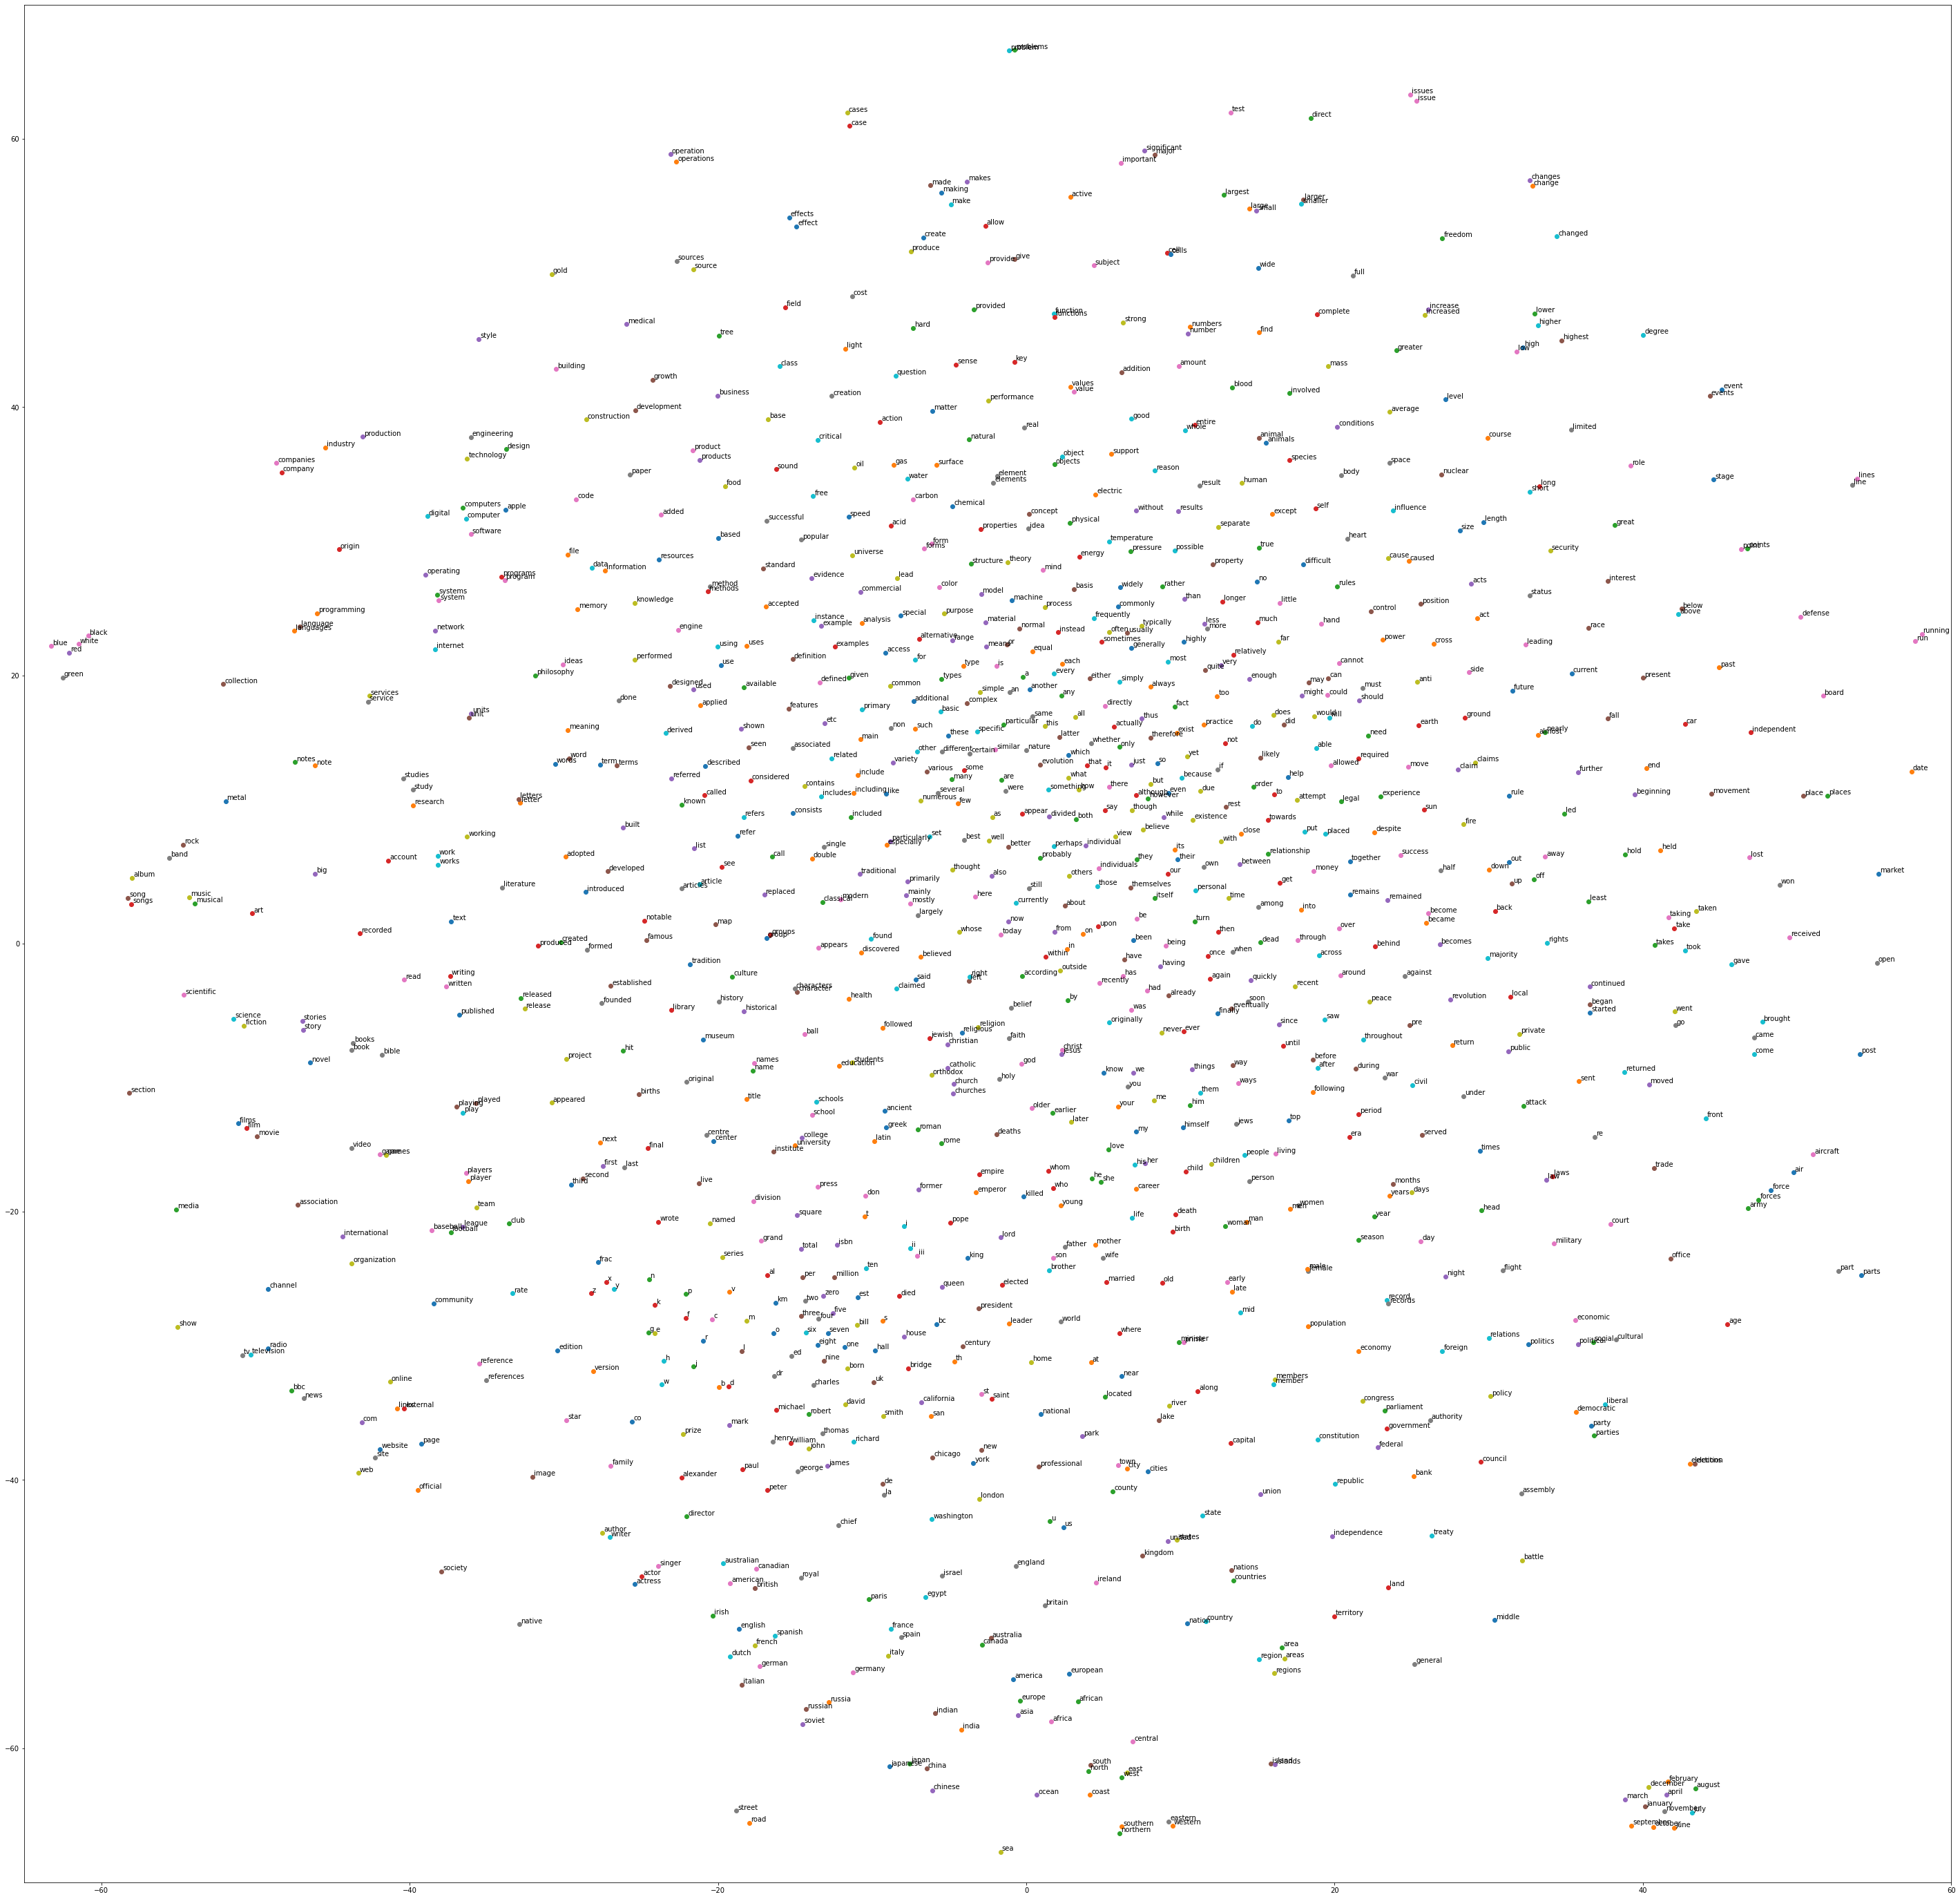 problem
problems
issues
issue
cases
case
test
direct
60
operation
operations
significant
major
important
made
makes
making
make
active
largest
larger
smaller
large
small
changes
change
effects
effect
allow
create
produce
freedom
changed
sources
source
gold
provide
give
subject
cell
cells
wide
full
cost
field
provided
function
functions
strong
numbers
number
find
complete
increase
increased
lower
higher
highest
degree
style
medical
tree
hard
light
class
question
sense
key
amount
addition
greater
mass
low
high
building
growth
business
creation
performance
values
value
blood
involved
level
event
events
40
construction
development
base
action
matter
real
good
whole
entire
average
conditions
course
limited
production
industry
engineering
design
technology
critical
natural
object
objects
support
animal
animals
species
companies
company
product
products
paper
sound
oil
gas
surface
water
element
elements
reason
result
human
body
space
nuclear
role
stage
lines
line
code
food
free
carbon
chemical
electric
without
results
except
self
influence
short
long
computers
computer
digital
apple
software
added
successful
speed
acid
properties
concept
idea
physical
separate
size
length
great
origin
file
data
information
resources
based
popular
universe
forms
form
structure
theory
temperature
pressure
energy
possible
true
heart
cause
caused
security
point
points
operating
systems
system
programs
program
method
methods
standard
evidence
lead
commercial
color
mind
model
basis
machine
widely
rather
property
no
difficult
rules
acts
status
interest
programming
languages
language
memory
knowledge
accepted
instance
example
special
purpose
material
process
commonly
frequently
than
longer
little
control
position
act
below
above
defense
blue
black
white
red
green
network
internet
engine
analysis
alternative
range
normal
instead
often
typically
usually
less
more
much
hand
race
running
run
ideas
performed
using
uses
use
definition
examples
access
for
means
or
equal
sometimes
generally
highly
relatively
far
power
cross
leading
20
collection
philosophy
services
service
units
unit
done
designed
used
available
defined
given
common
type
types
is
a
each
every
either
simply
always
most
quite
very
enough
cannot
may
can
must
anti
side
current
past
present
future
board
applied
features
primary
additional
basic
simple
complex
an
another
any
directly
fact
too
might
could
should
meaning
derived
shown
etc
non
such
specific
particular
same
this
all
actually
thus
practice
does
did
would
will
do
need
earth
ground
almost
nearly
fall
car
independent
notes
note
words
word
term
terms
described
seen
associated
related
main
other
these
different
certain
similar
nature
latter
whether
which
only
therefore
exist
not
yet
likely
able
allowed
required
move
claim
claims
further
end
date
metal
studies
study
research
letters
letter
referred
considered
called
known
contains
includes
include
including
variety
various
like
some
many
numerous
several
few
are
were
evolution
what
something
how
that
it
there
just
so
but
although
however
even
because
due
if
order
to
help
attempt
legal
experience
rule
beginning
movement
place
places
rock
band
working
work
works
account
built
list
refers
refer
consists
included
particularly
especially
set
as
best
well
appear
divided
both
say
though
believe
view
while
existence
rest
with
towards
close
put
placed
despite
sun
fire
led
album
song
songs
music
musical
art
big
adopted
developed
see
call
single
double
better
probably
perhaps
individual
individuals
they
its
their
own
between
relationship
money
success
half
together
out
down
away
hold
held
lost
market
literature
introduced
articles
article
replaced
traditional
primarily
thought
also
others
those
themselves
our
personal
get
remains
remained
off
up
won
text
notable
map
classical
modern
mainly
mostly
largely
here
currently
still
about
itself
time
among
into
become
became
back
least
taking
taken
take
recorded
produced
created
formed
famous
groups
group
appears
found
discovered
whose
today
now
from
on
upon
be
been
being
turn
then
dead
through
over
behind
becomes
rights
takes
took
received
0
read
writing
written
scientific
tradition
culture
believed
said
claimed
right
left
according
within
in
outside
have
has
recently
having
once
again
when
quickly
across
around
against
majority
gave
open
released
release
published
established
founded
library
history
historical
characters
character
health
belief
by
had
was
already
soon
eventually
finally
recent
peace
revolution
local
continued
began
started
went
go
science
fiction
stories
story
books
book
bible
novel
project
hit
museum
ball
followed
jewish
religious
religion
christian
faith
originally
never
ever
since
saw
pre
throughout
until
private
public
return
brought
came
come
post
section
names
name
education
students
orthodox
catholic
church
churches
god
holy
christ
jesus
know
we
you
things
them
way
ways
before
after
during
war
following
civil
sent
returned
moved
under
appeared
original
births
title
schools
school
ancient
older
earlier
later
your
me
him
attack
front
films
film
movie
playing
played
play
video
game
games
centre
center
college
university
institute
greek
latin
roman
rome
deaths
my
himself
jews
top
period
era
served
re
love
next
final
first
last
second
third
players
player
team
live
press
division
don
former
empire
emperor
killed
whom
who
young
his
her
he
she
child
children
people
living
career
person
times
months
years
days
law
laws
trade
aircraft
air
force
forces
army
−20
media
association
international
baseball
league
football
club
wrote
named
square
t
pope
lord
life
death
birth
woman
man
men
women
year
season
day
head
court
military
office
organization
channel
community
rate
frac
grand
series
total
isbn
j
ii
iii
king
father
mother
son
wife
brother
married
old
early
late
male
female
night
flight
part
parts
x
y
z
n
k
p
v
al
per
million
ten
queen
elected
died
zero
two
km
est
mid
record
records
show
radio
tv
television
q
e
f
c
m
r
o
l
three
four
five
six
seven
eight
nine
one
bill
s
bc
house
president
leader
world
where
prime
minister
population
economic
age
relations
politics
political
social
cultural
edition
version
reference
references
h
i
w
b
d
ed
dr
hall
born
uk
century
th
home
at
near
economy
foreign
bbc
news
online
links
external
com
charles
bridge
california
st
saint
located
along
members
member
congress
parliament
policy
democratic
liberal
website
site
web
page
official
star
co
prize
mark
michael
robert
david
smith
san
national
river
lake
government
authority
party
parties
henry
william
thomas
john
richard
chicago
new
york
park
capital
constitution
federal
image
family
alexander
paul
peter
george
james
de
la
london
professional
town
city
cities
county
bank
council
election
elections
−40
republic
union
assembly
author
writer
director
chief
washington
u
us
state
united
states
independence
treaty
society
singer
actor
actress
australian
canadian
american
british
royal
israel
england
kingdom
nations
countries
battle
native
irish
english
paris
egypt
ireland
britain
land
territory
middle
spanish
french
dutch
german
italian
france
spain
italy
germany
australia
canada
nation
country
area
areas
region
regions
general
russian
russia
soviet
america
european
europe
african
asia
africa
indian
india
−60
japanese
japan
china
chinese
central
south
north
east
west
island
islands
ocean
coast
february
december
august
april
march
january
november
july
september
october
june
street
road
southern
northern
eastern
western
sea
−60
−40
−20
0
20
40
60